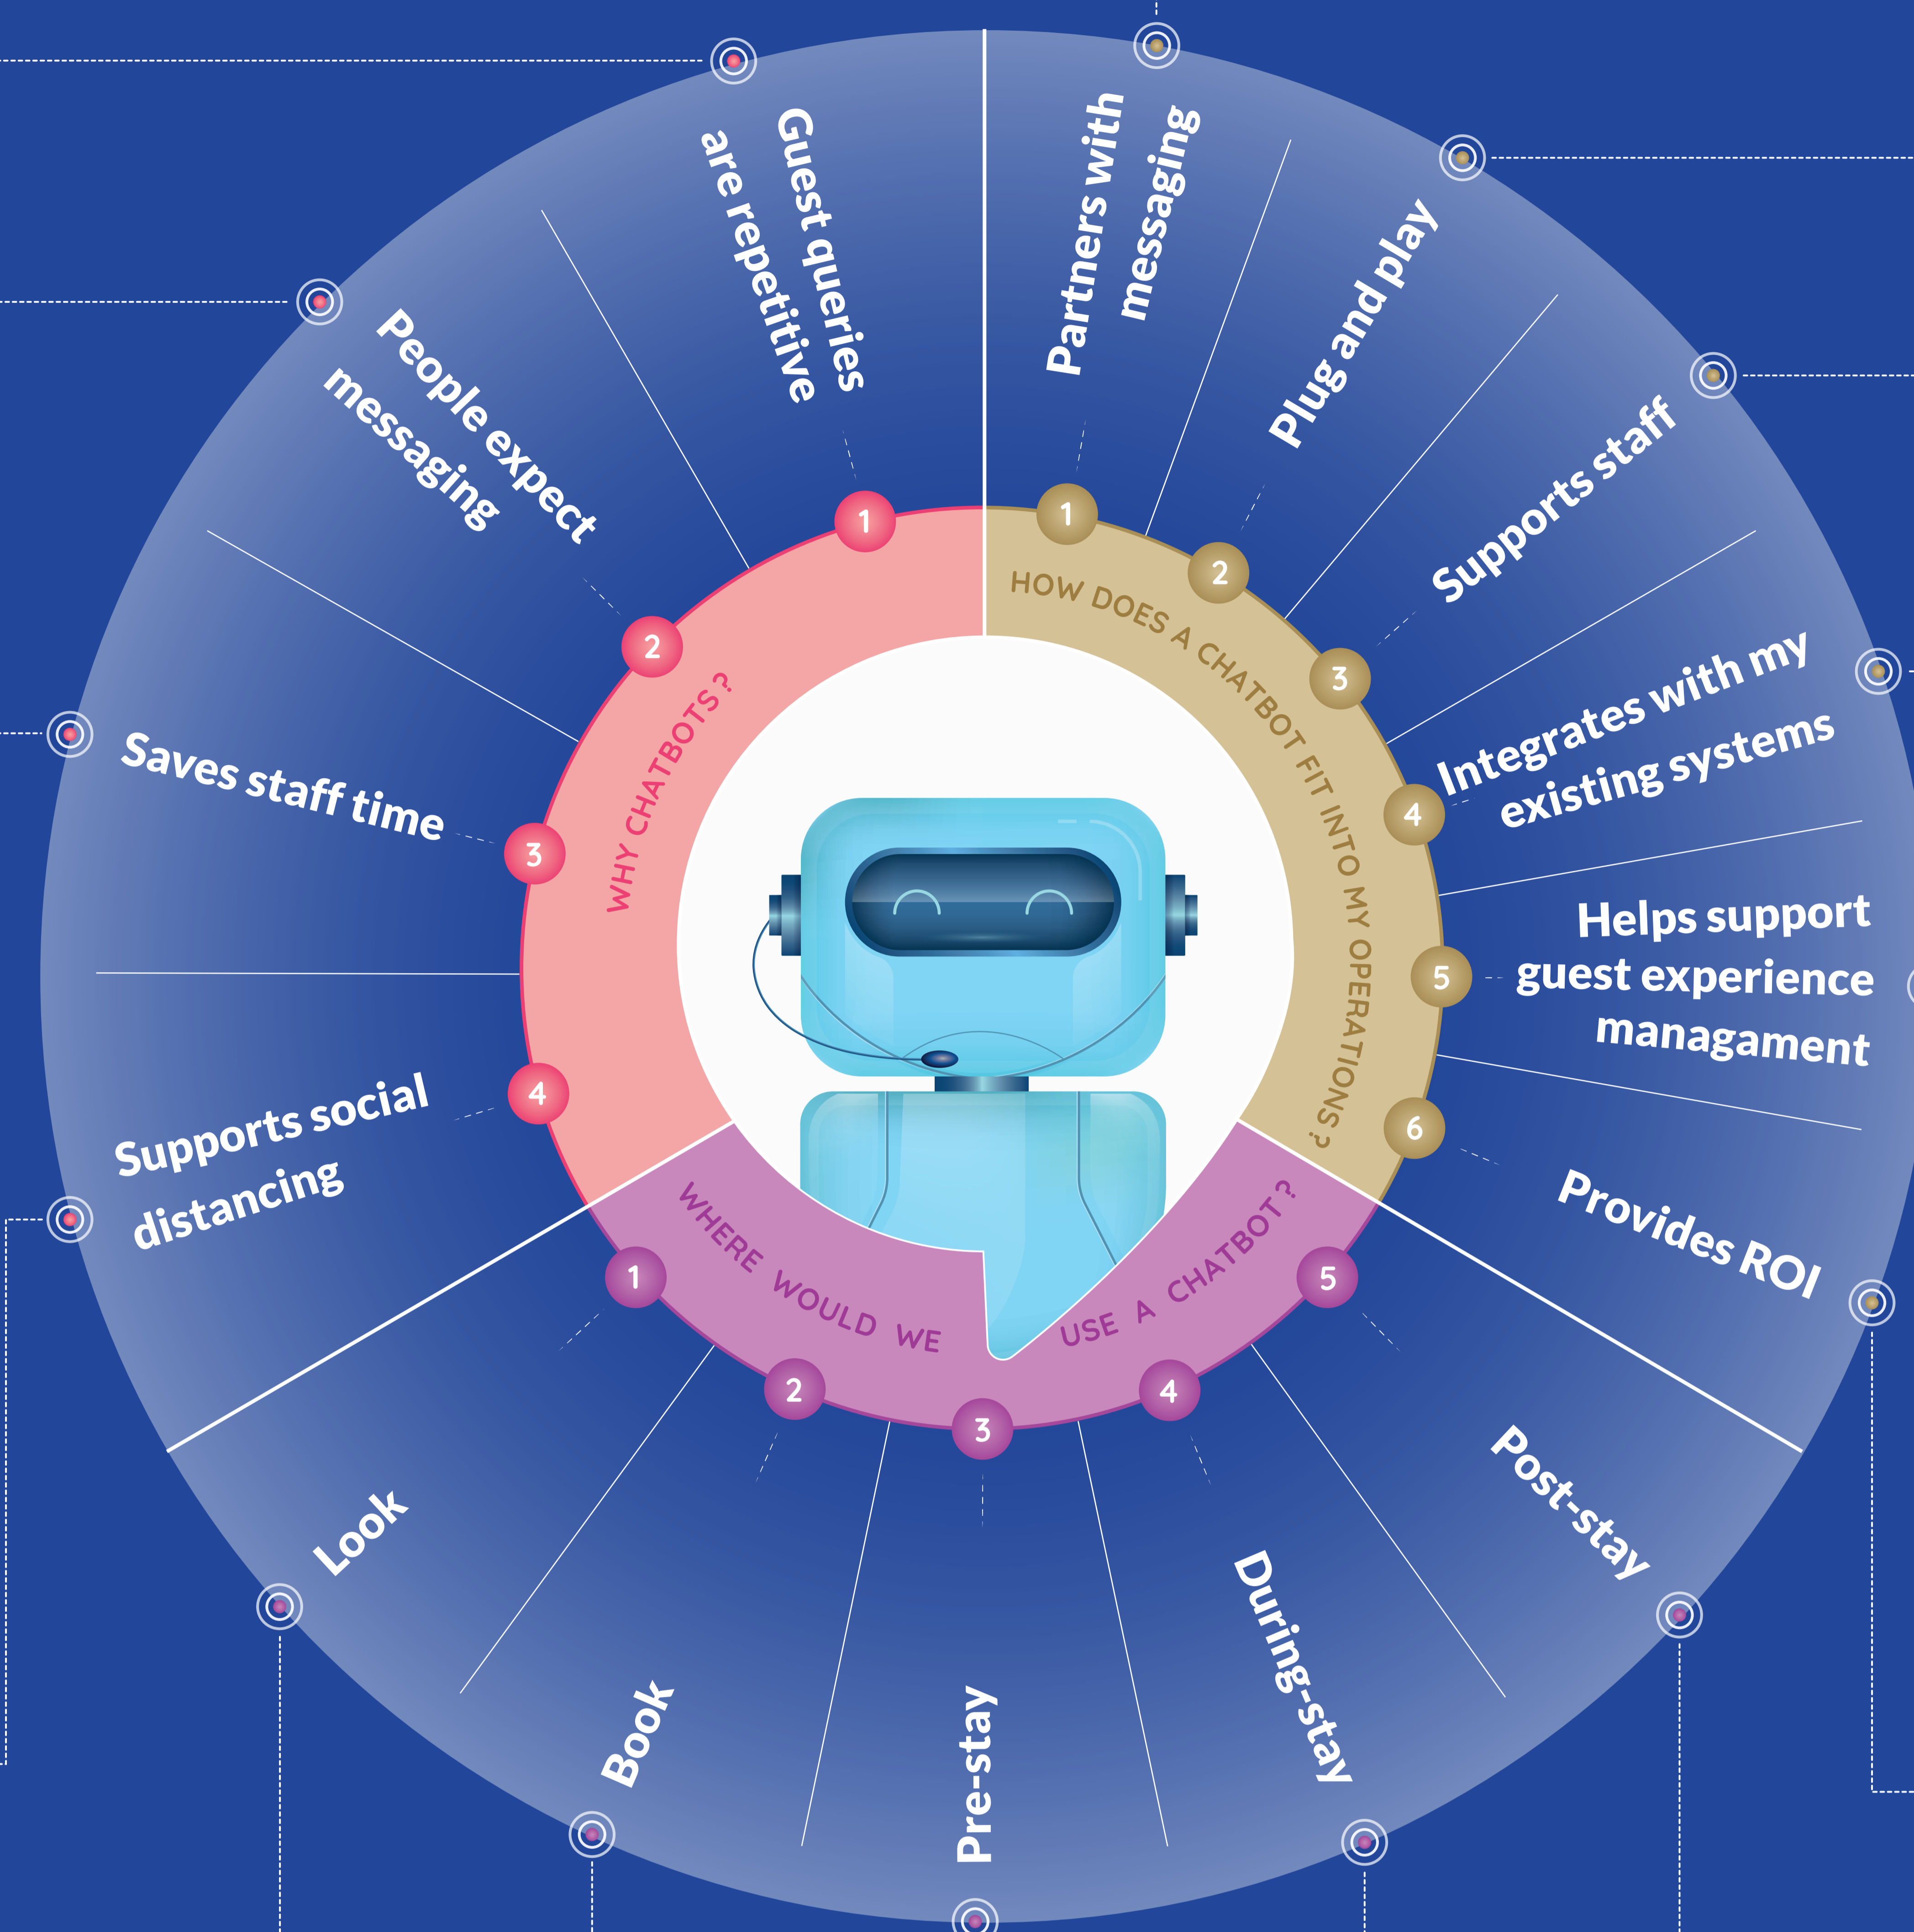 WHY CHATBOTS?
1
Guest queries
are repetitive
2
People expect
messaging
3
Saves staff time
4
Supports social
distancing
HOW DOES A CHATBOT FIT INTO MY OPERATIONS?
1
Partners with
messaging
2
Plug and play
3
Supports staff
4
Integrates with my
existing systems
5
Helps support
guest experience
managament
6
Provides ROI
WHERE WOULD WE USE A CHATBOT?
1
Look
2
Book
3
Pre-stay
4
During-stay
5
Post-stay